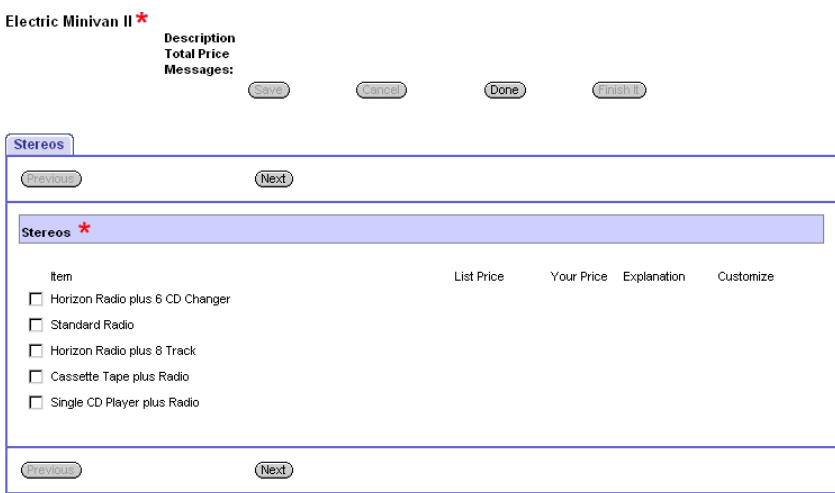 Electric Minivan II *
Description
Total Price
Messages:
Save Cancel Done Finish It
Stereos
Previous Next
Stereos *
Item List Price Your Price Explanation Customize
Horizon Radio plus 6 CD Changer
Standard Radio
Horizon Radio plus 8 Track
Cassette Tape plus Radio
Single CD Player plus Radio
Previous Next